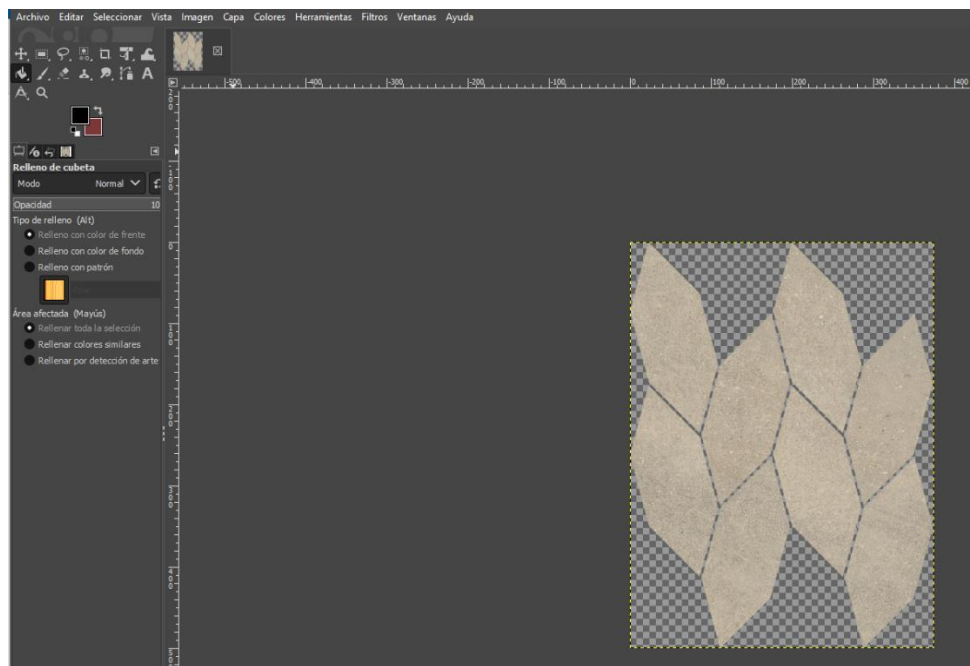 Archivo Editar Seleccionar Vista Imagen Capa Colores Herramientas Filtros Ventanas Ayuda
-500 -400 -300 -200 -100 0 100 200 300 400
Relleno de cubeta
Modo Normal
Opacidad 10
Tipo de relleno (Alt)
Relleno con color de frente
Relleno con color de fondo
Relleno con patrón
Área afectada (Mayús)
Rellenar toda la selección
Rellenar colores similares
Rellenar por detección de arte